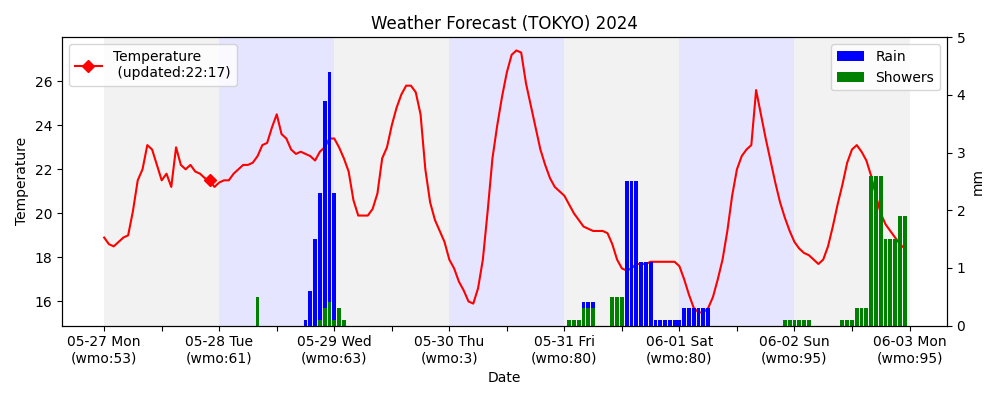 Weather Forecast (TOKYO) 2024
Temperature
(updated:22:17)
Rain
Showers
Temperature
26
24
22
20
18
16
5
4
3
2
1
0
mm
05-27 Mon
(wmo:53)
05-28 Tue
(wmo:61)
05-29 Wed
(wmo:63)
05-30 Thu
(wmo:3)
05-31 Fri
(wmo:80)
06-01 Sat
(wmo:80)
06-02 Sun
(wmo:95)
06-03 Mon
(wmo:95)
Date